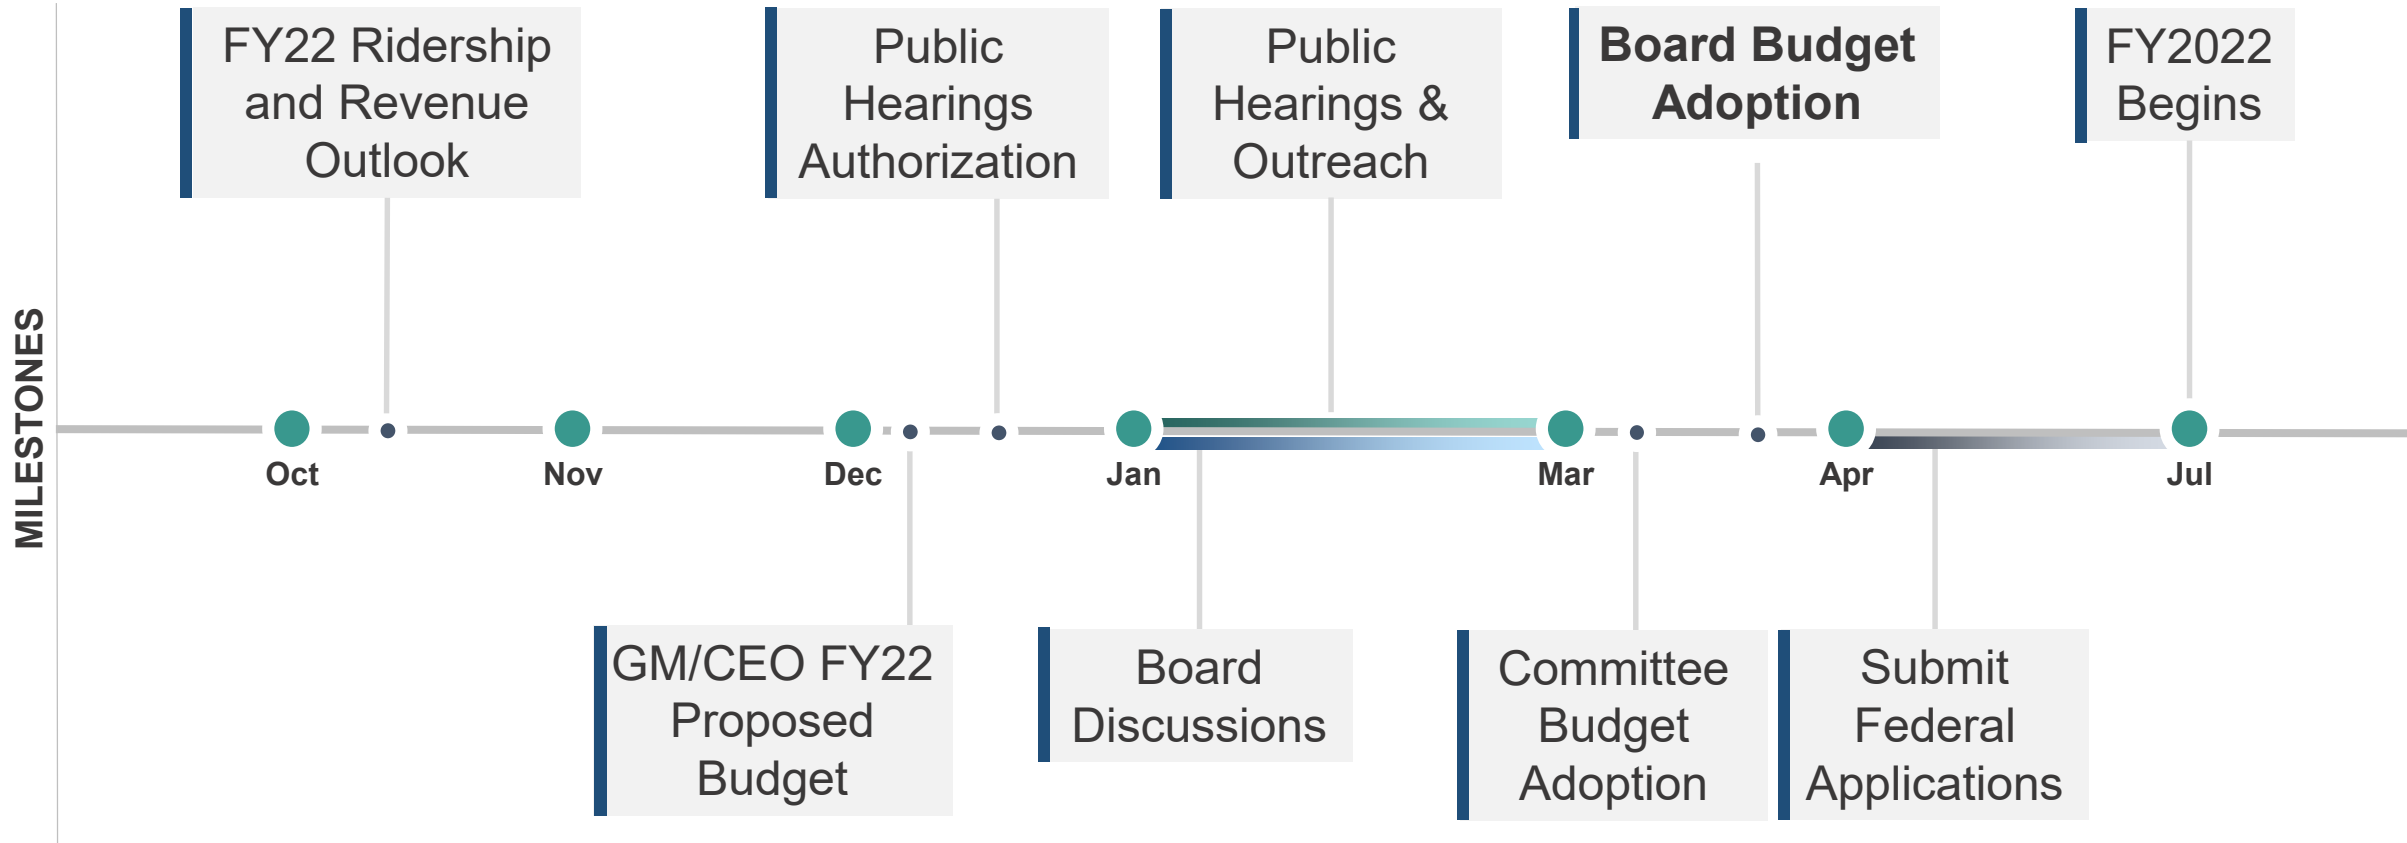 MILESTONES
FY22 Ridership
and Revenue
Outlook
Public
Hearings
Authorization
Public
Hearings &
Outreach
Board Budget
Adoption
FY2022
Begins
Oct
Nov
Dec
Jan
Mar
Apr
Jul
GM/CEO FY22
Proposed
Budget
Board
Discussions
Committee
Budget
Adoption
Submit
Federal
Applications